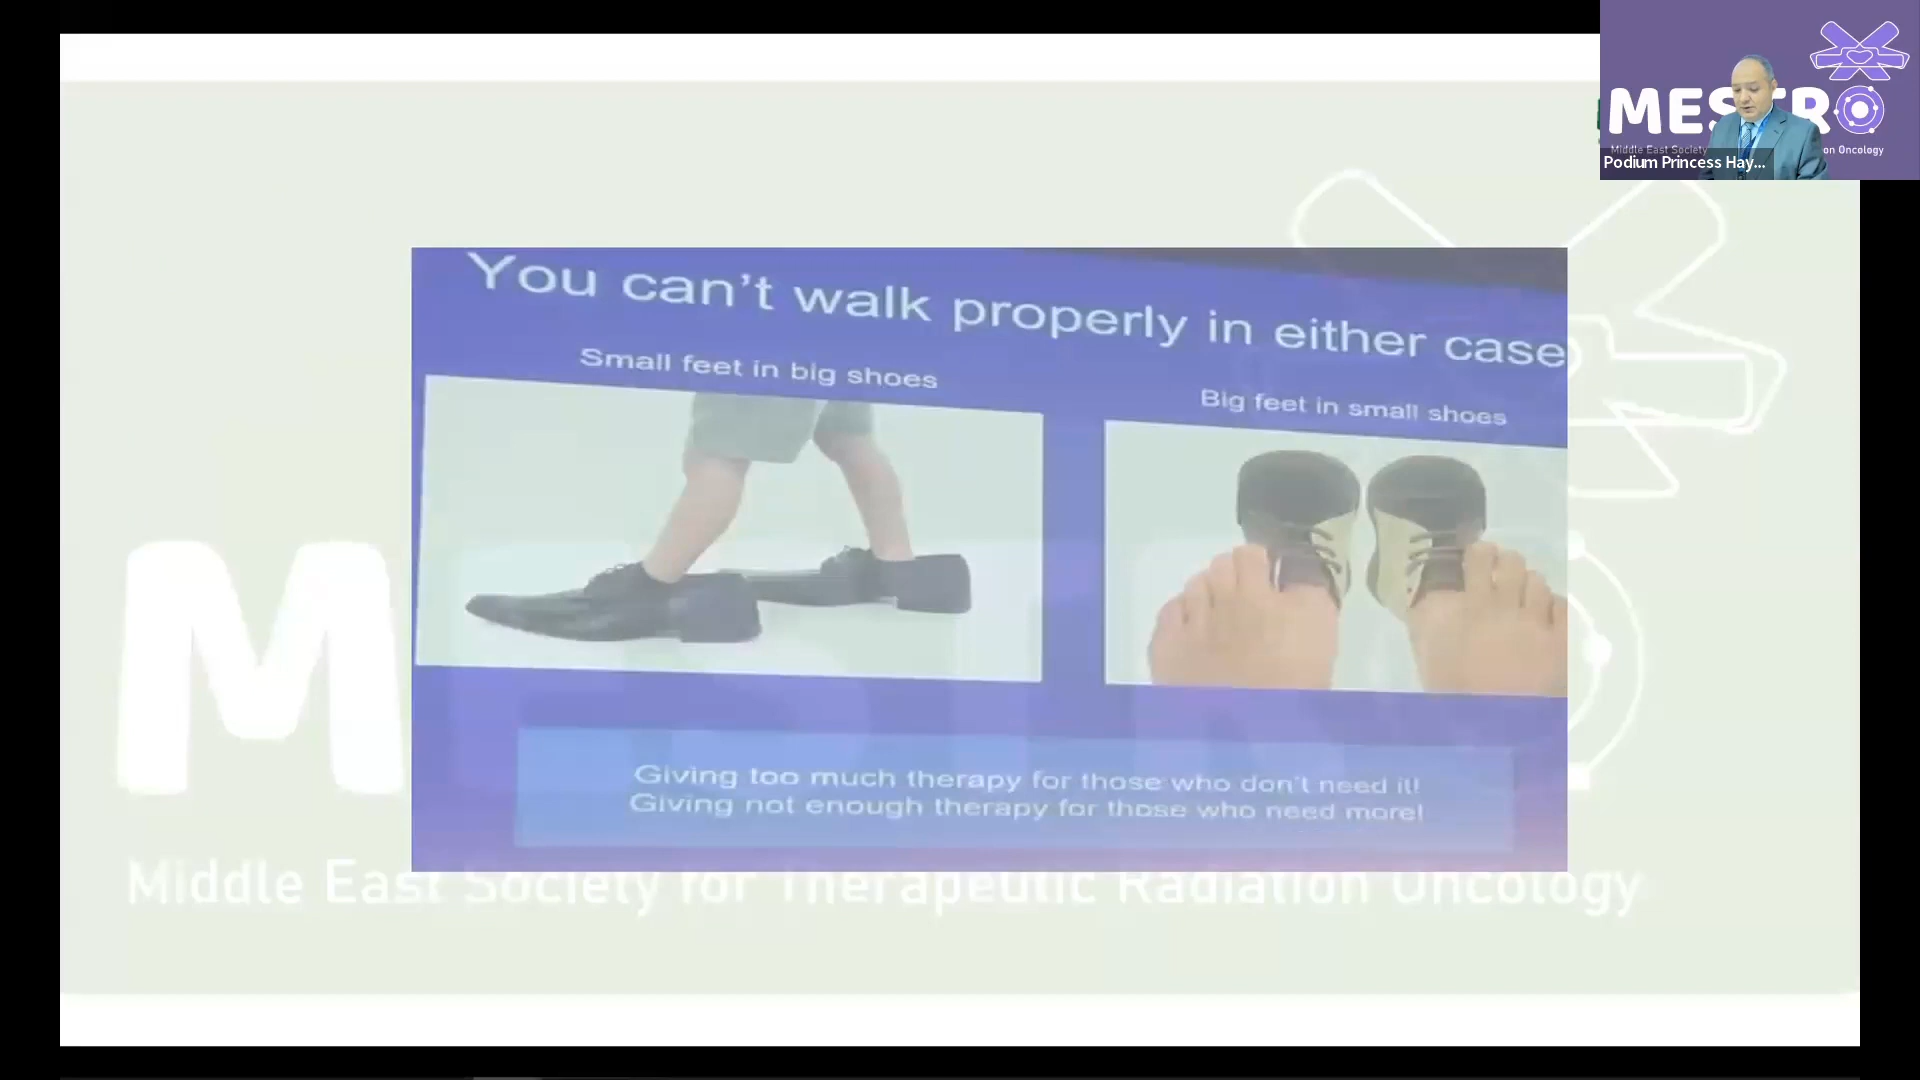 You can't walk properly in either case
Small feet in big shoes
Big feet in small shoes
Giving too much therapy for those who don't need it!
Giving not enough therapy for those who need more!
Middle East Society for Therapeutic Radiation Oncology
Middle East Society
on Oncology
Podium Princess Hay...